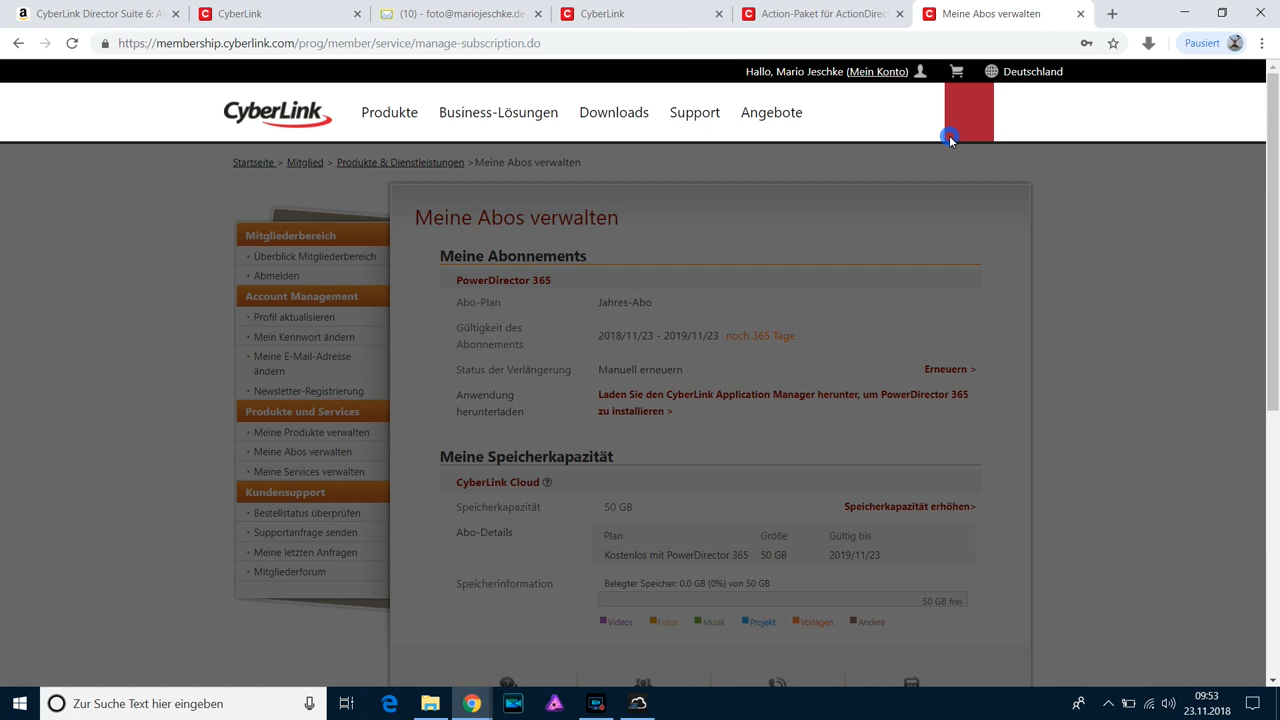 CyberLink Director Suite 6: A
CyberLink
(10) - foto@mariojeschke.de
CyberLink
Action-Paket für ActionDirec
Meine Abos verwalten
https://membership.cyberlink.com/prog/member/service/manage-subscription.do
Pausiert
Hallo, Mario Jeschke (Mein Konto)
Deutschland
CyberLink
Produkte
Business-Lösungen
Downloads
Support
Angebote
Startseite > Mitglied > Produkte & Dienstleistungen >Meine Abos verwalten
Mitgliederbereich
Überblick Mitgliederbereich
Abmelden
Account Management
Profil aktualisieren
Mein Kennwort ändern
Meine E-Mail-Adresse
ändern
Newsletter-Registrierung
Produkte und Services
Meine Produkte verwalten
Meine Abos verwalten
Meine Services verwalten
Kundensupport
Bestellstatus überprüfen
Supportanfrage senden
Meine letzten Anfragen
Mitgliederforum
Meine Abos verwalten
Meine Abonnements
PowerDirector 365
Abo-Plan
Jahres-Abo
Gültigkeit des
Abonnements
2018/11/23 - 2019/11/23 noch 365 Tage
Status der Verlängerung
Manuell erneuern
Erneuern >
Anwendung
herunterladen
Laden Sie den CyberLink Application Manager herunter, um PowerDirector 365
zu installieren >
Meine Speicherkapazität
CyberLink Cloud ?
Speicherkapazität
50 GB
Speicherkapazität erhöhen>
Abo-Details
Plan Größe Gültig bis
Kostenlos mit PowerDirector 365 50 GB 2019/11/23
Speicherinformation
Belegter Speicher: 0.0 GB (0%) von 50 GB
50 GB frei
Videos Fotos Musik Projekt Vorlagen Andere
Zur Suche Text hier eingeben
09:53
23.11.2018